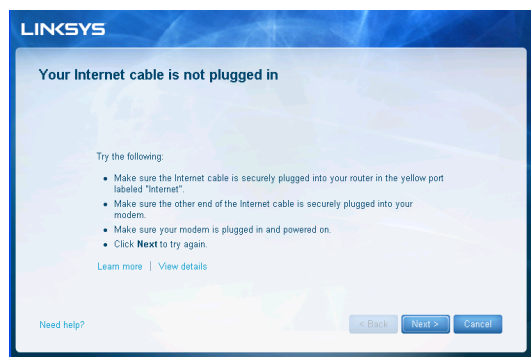 LINKSYS
Your Internet cable is not plugged in
Try the following:
• Make sure the Internet cable is securely plugged into your router in the yellow port
labeled "Internet".
• Make sure the other end of the Internet cable is securely plugged into your
modem.
• Make sure your modem is plugged in and powered on.
• Click Next to try again.
Learn more | View details
Need help? < Back Next > Cancel